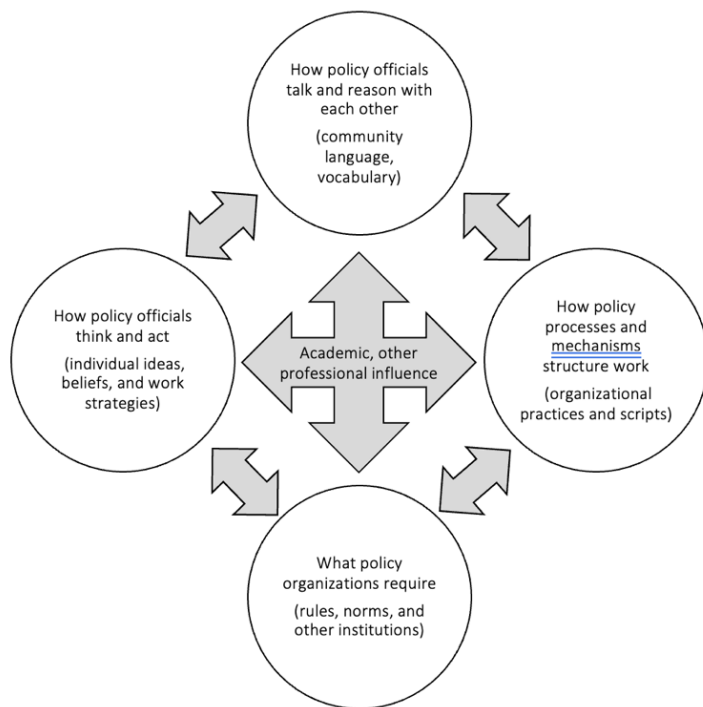 How policy officials
talk and reason with
each other
(community
language,
vocabulary)
How policy officials
think and act
(individual ideas,
beliefs, and work
strategies)
Academic, other
professional influence
How policy
processes and
mechanisms
structure work
(organizational
practices and scripts)
What policy
organizations require
(rules, norms, and
other institutions)